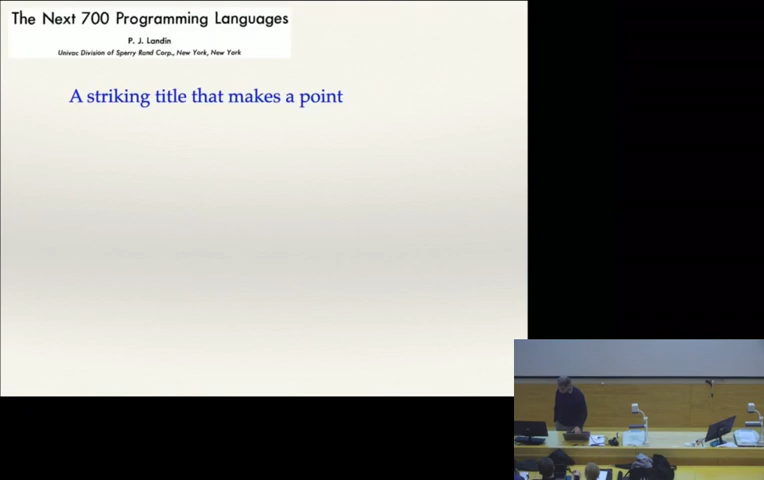 The Next 700 Programming Languages
P. J. Landin
Univac Division of Sperry Rand Corp., New York, New York
A striking title that makes a point